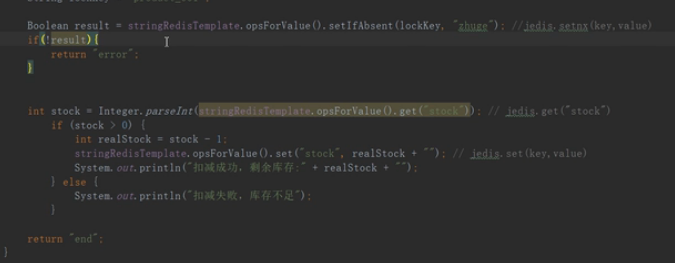 Boolean result = stringRedisTemplate.opsForValue().setIfAbsent(lockKey, "zhuge"); //jedis.setnx(key,value)
if(!result){
return "error";
}
int stock = Integer.parseInt(stringRedisTemplate.opsForValue().get("stock")); // jedis.get("stock")
if (stock > 0) {
int realStock = stock - 1;
stringRedisTemplate.opsForValue().set("stock", realStock + ""); // jedis.set(key,value)
System.out.println("扣减成功，剩余库存:" + realStock + "");
} else {
System.out.println("扣减失败，库存不足");
}
return "end";
}